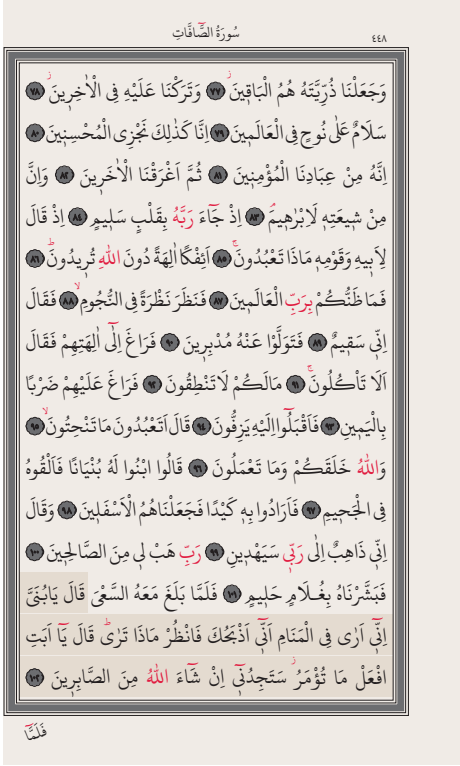 ٤٤٨ سُورَةُ الصَّٓافَّاتِ
وَجَعَلْنَا ذُرِّيَّتَهُ هُمُ الْبَاق۪ينَۘ ﴿٧٧﴾ وَتَرَكْنَا عَلَيْهِ فِي الْاٰخِر۪ينَۘ ﴿٧٨﴾
سَلَامٌ عَلٰى نُوحٍ فِي الْعَالَم۪ينَ ﴿٧٩﴾ اِنَّا كَذٰلِكَ نَجْزِي الْمُحْسِن۪ينَ ﴿٨٠﴾
اِنَّهُ مِنْ عِبَادِنَا الْمُؤْمِن۪ينَ ﴿٨١﴾ ثُمَّ اَغْرَقْنَا الْاٰخَر۪ينَ ﴿٨٢﴾ وَاِنَّ
مِنْ ش۪يعَتِه۪ لَاِبْرٰه۪يمَۘ ﴿٨٣﴾ اِذْ جَٓاءَ رَبَّهُ بِقَلْبٍ سَل۪يمٍ ﴿٨٤﴾ اِذْ قَالَ
لِاَب۪يهِ وَقَوْمِه۪ مَاذَا تَعْبُدُونَۚ ﴿٨٥﴾ اَئِفْكًا اٰلِهَةً دُونَ اللّٰهِ تُر۪يدُونَۜ ﴿٨٦﴾
فَمَا ظَنُّكُمْ بِرَبِّ الْعَالَم۪ينَ ﴿٨٧﴾ فَنَظَرَ نَظْرَةً فِي النُّجُومِۙ ﴿٨٨﴾ فَقَالَ
اِنّ۪ي سَق۪يمٌ ﴿٨٩﴾ فَتَوَلَّوْا عَنْهُ مُدْبِر۪ينَ ﴿٩٠﴾ فَرَاغَ اِلٰٓى اٰلِهَتِهِمْ فَقَالَ
اَلَا تَأْكُلُونَۚ ﴿٩١﴾ مَالَكُمْ لَا تَنْطِقُونَ ﴿٩٢﴾ فَرَاغَ عَلَيْهِمْ ضَرْبًا
بِالْيَم۪ينِ ﴿٩٣﴾ فَاَقْبَلُٓوا اِلَيْهِ يَزِفُّونَ ﴿٩٤﴾ قَالَ اَتَعْبُدُونَ مَا تَنْحِتُونَۙ ﴿٩٥﴾
وَاللّٰهُ خَلَقَكُمْ وَمَا تَعْمَلُونَ ﴿٩٦﴾ قَالُوا ابْنُوا لَهُ بُنْيَانًا فَاَلْقُوهُ
فِي الْجَح۪يمِ ﴿٩٧﴾ فَاَرَادُوا بِه۪ كَيْدًا فَجَعَلْنَاهُمُ الْاَسْفَل۪ينَ ﴿٩٨﴾ وَقَالَ
اِنّ۪ي ذَاهِبٌ اِلٰى رَبّ۪ي سَيَهْد۪ينِ ﴿٩٩﴾ رَبِّ هَبْ ل۪ي مِنَ الصَّالِح۪ينَ ﴿١٠٠﴾
فَبَشَّرْنَاهُ بِغُلَامٍ حَل۪يمٍ ﴿١٠١﴾ فَلَمَّا بَلَغَ مَعَهُ السَّعْيَ قَالَ يَابُنَيَّ
اِنّ۪ٓي اَرٰى فِي الْمَنَامِ اَنّ۪ٓي اَذْبَحُكَ فَانْظُرْ مَاذَا تَرٰىۜ قَالَ يَٓا اَبَتِ
افْعَلْ مَا تُؤْمَرُۘ سَتَجِدُن۪ٓي اِنْ شَٓاءَ اللّٰهُ مِنَ الصَّابِر۪ينَ ﴿١٠٢﴾
فَلَمَّٓا